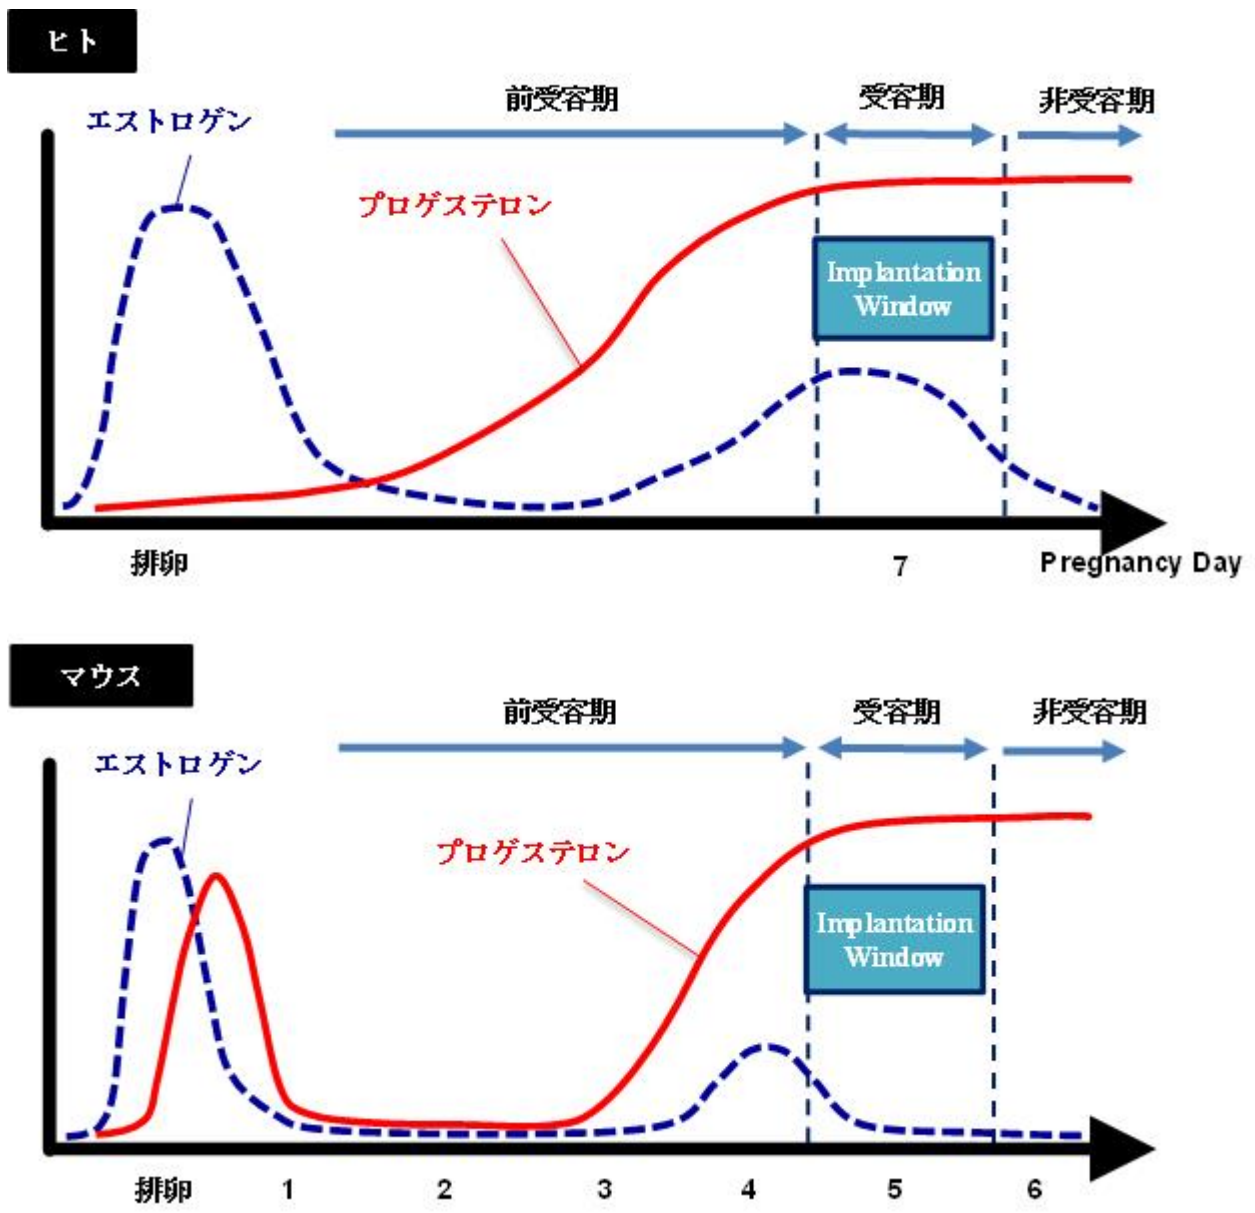 ヒト
前受容期
受容期
非受容期
エストロゲン
プロゲステロン
Implantation
Window
排卵
7
Pregnancy Day
マウス
前受容期
受容期
非受容期
エストロゲン
プロゲステロン
Implantation
Window
排卵 1 2 3 4 5 6